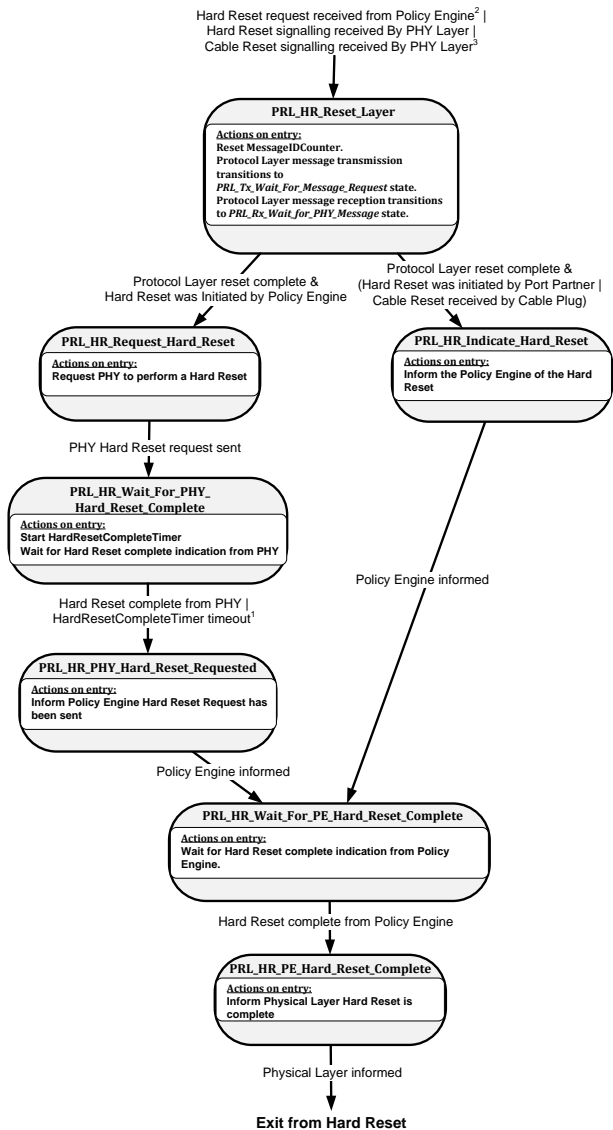 Hard Reset request received from Policy Engine² |
Hard Reset signalling received By PHY Layer |
Cable Reset signalling received By PHY Layer³
PRL_HR_Reset_Layer
Actions on entry:
Reset MessageIDCounter.
Protocol Layer message transmission
transitions to
PRL_Tx_Wait_For_Message_Request state.
Protocol Layer message reception transitions
to PRL_Rx_Wait_for_PHY_Message state.
Protocol Layer reset complete &
Hard Reset was Initiated by Policy Engine
Protocol Layer reset complete &
(Hard Reset was initiated by Port Partner |
Cable Reset received by Cable Plug)
PRL_HR_Request_Hard_Reset
Actions on entry:
Request PHY to perform a Hard Reset
PRL_HR_Indicate_Hard_Reset
Actions on entry:
Inform the Policy Engine of the Hard
Reset
PHY Hard Reset request sent
PRL_HR_Wait_For_PHY_
Hard_Reset_Complete
Actions on entry:
Start HardResetCompleteTimer
Wait for Hard Reset complete indication from PHY
Policy Engine informed
Hard Reset complete from PHY |
HardResetCompleteTimer timeout¹
PRL_HR_PHY_Hard_Reset_Requested
Actions on entry:
Inform Policy Engine Hard Reset Request has
been sent
Policy Engine informed
PRL_HR_Wait_For_PE_Hard_Reset_Complete
Actions on entry:
Wait for Hard Reset complete indication from Policy
Engine.
Hard Reset complete from Policy Engine
PRL_HR_PE_Hard_Reset_Complete
Actions on entry:
Inform Physical Layer Hard Reset is
complete
Physical Layer informed
Exit from Hard Reset